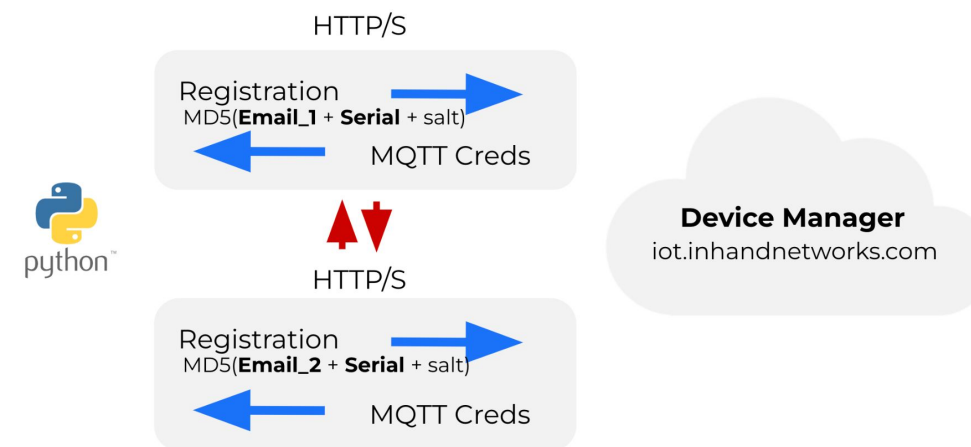 HTTP/S
Registration
MD5(Email_1 + Serial + salt)
MQTT Creds
python™
HTTP/S
Registration
MD5(Email_2 + Serial + salt)
MQTT Creds
Device Manager
iot.inhandnetworks.com